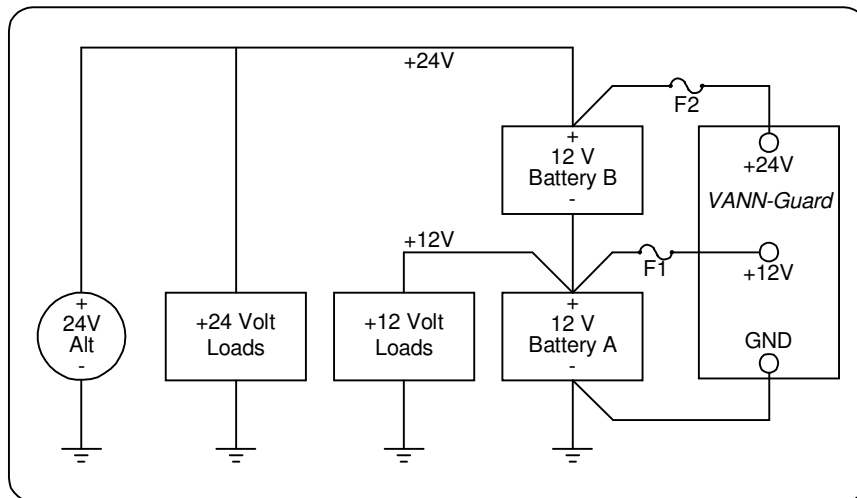 +24V
F2
+
12 V
Battery B
-
+24V
VANN-Guard
+12V
F1
+12V
+
24V
Alt
-
+24 Volt
Loads
+12 Volt
Loads
+
12 V
Battery A
-
GND